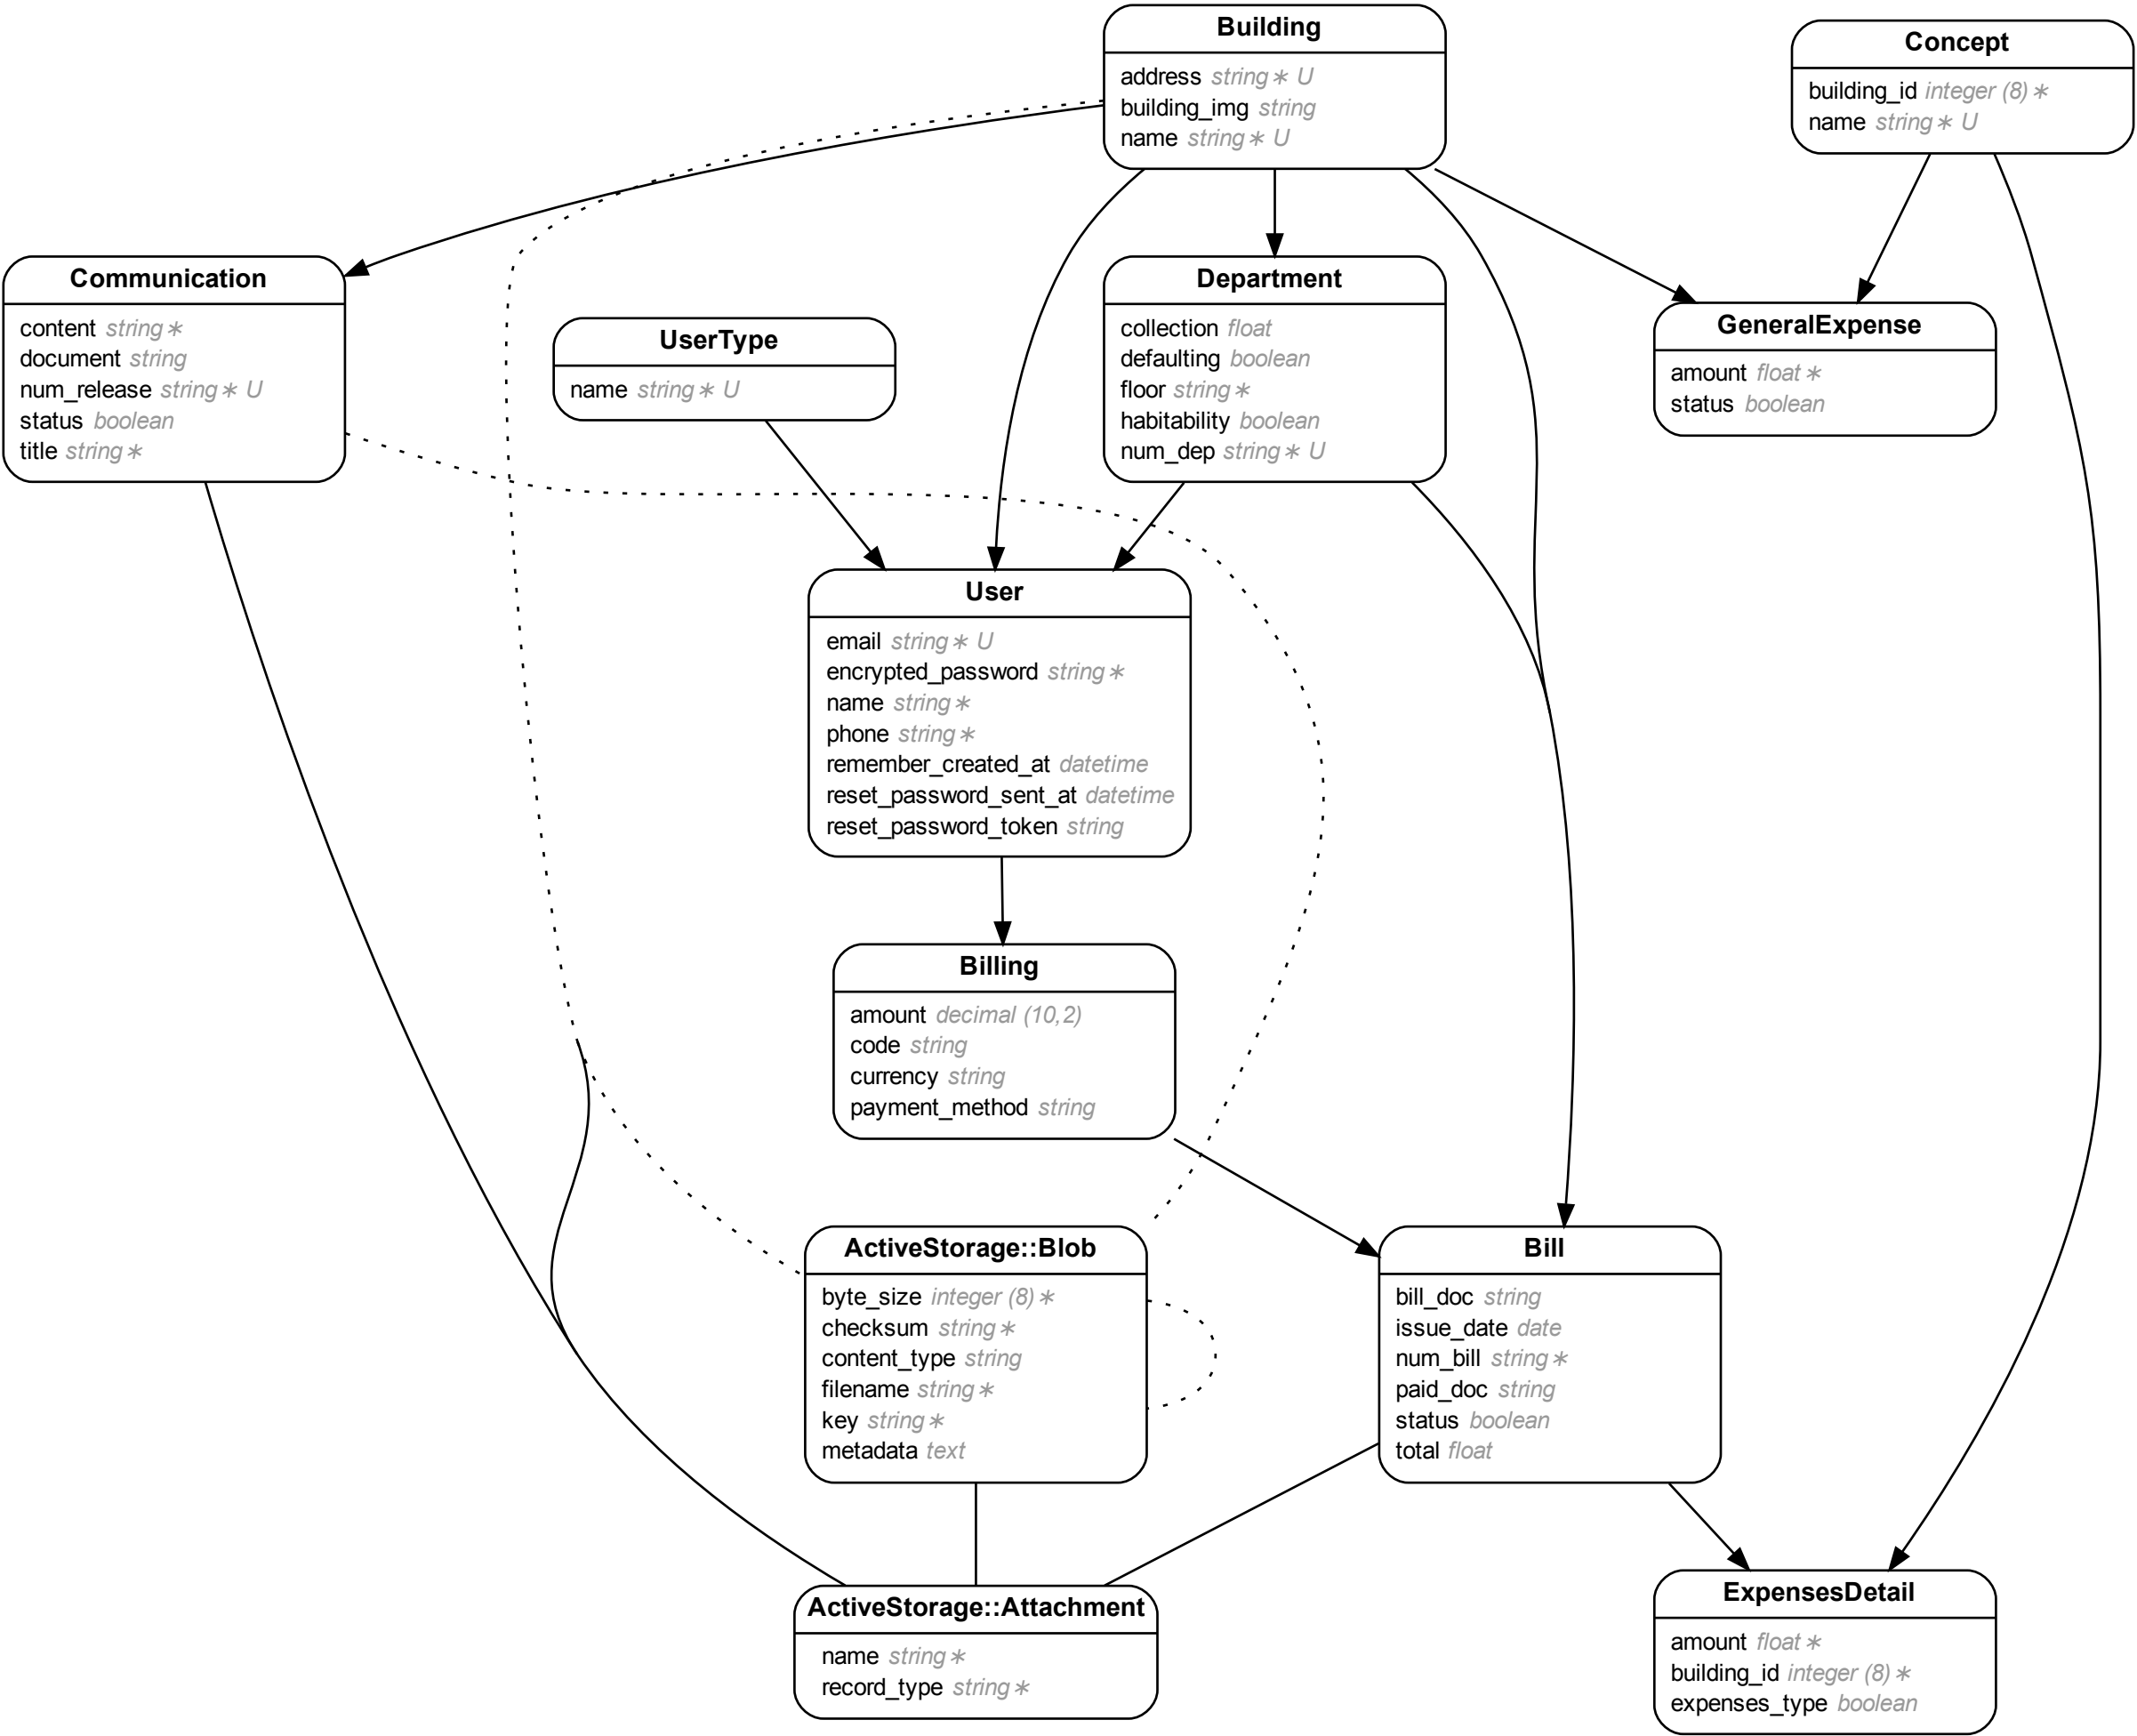 Building
address string∗ U
building_img string
name string∗ U
Concept
building_id integer (8)∗
name string∗ U
Communication
content string∗
document string
num_release string∗ U
status boolean
title string∗
UserType
name string∗ U
Department
collection float
defaulting boolean
floor string∗
habitability boolean
num_dep string∗ U
GeneralExpense
amount float∗
status boolean
User
email string∗ U
encrypted_password string∗
name string∗
phone string∗
remember_created_at datetime
reset_password_sent_at datetime
reset_password_token string
Billing
amount decimal (10,2)
code string
currency string
payment_method string
ActiveStorage::Blob
byte_size integer (8)∗
checksum string∗
content_type string
filename string∗
key string∗
metadata text
Bill
bill_doc string
issue_date date
num_bill string∗
paid_doc string
status boolean
total float
ActiveStorage::Attachment
name string∗
record_type string∗
ExpensesDetail
amount float∗
building_id integer (8)∗
expenses_type boolean